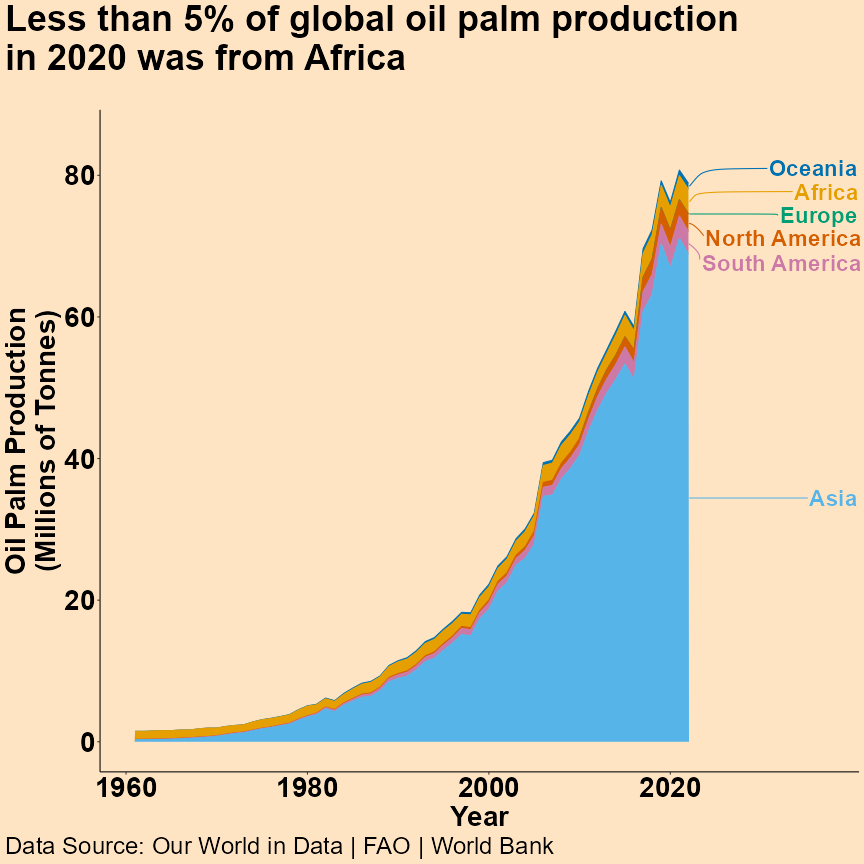 Less than 5% of global oil palm production
in 2020 was from Africa
Oil Palm Production
(Millions of Tonnes)
80
60
40
20
0
Oceania
Africa
Europe
North America
South America
Asia
1960 1980 2000 2020
Year
Data Source: Our World in Data | FAO | World Bank